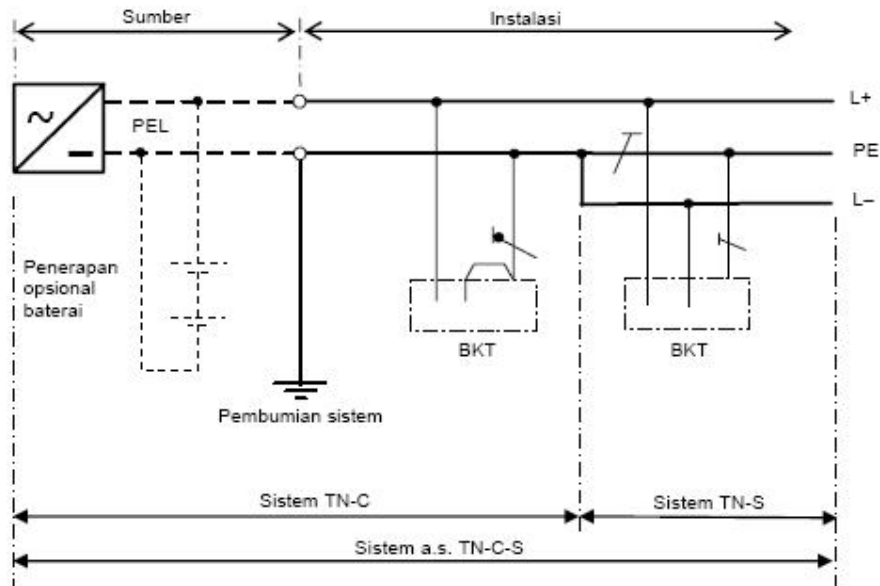 Sumber
Instalasi
L+
PEL
PE
L–
Penerapan
opsional
baterai
BKT
BKT
Pembumian sistem
Sistem TN-C
Sistem TN-S
Sistem a.s. TN-C-S